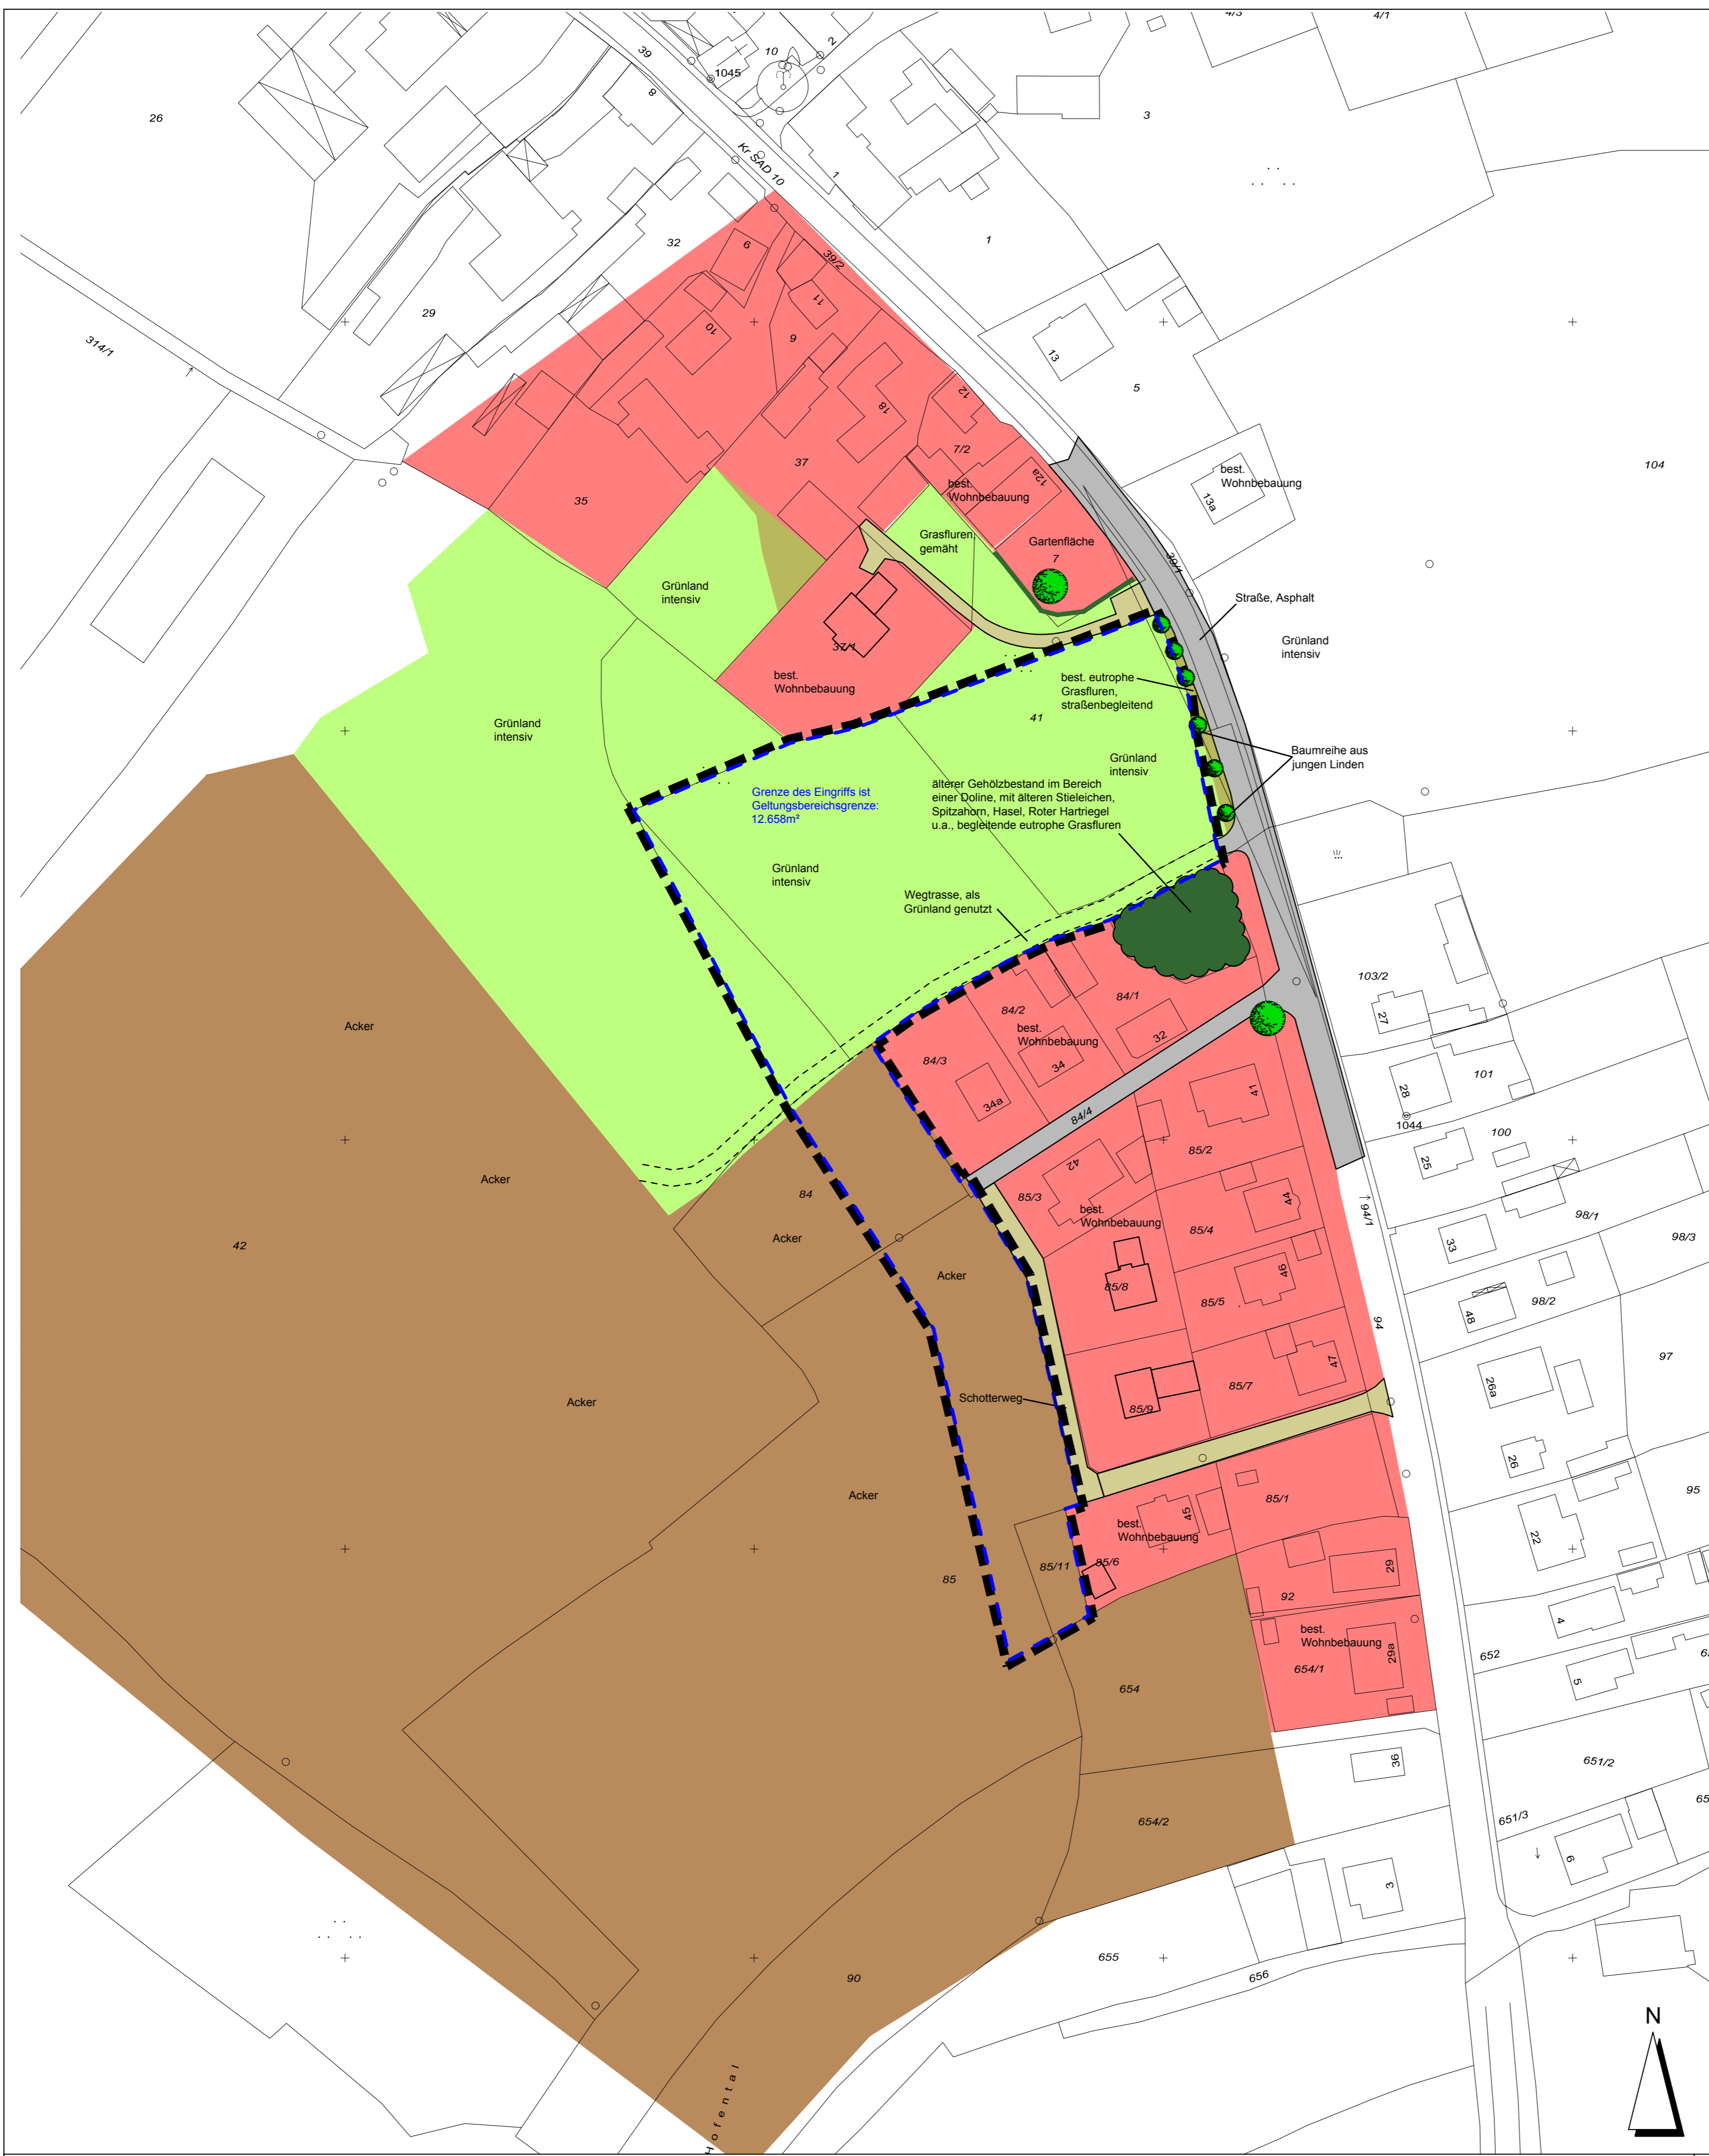 4/3
4/1
39
10
2
1045
8
26
3
Kr SAD 10
1
1
32
6
39/2
29
11
10
9
314/1
13
5
18
12
7/2
37
12a
104
best.
Wohnbebauung
best.
Wohnbebauung
13a
35
Grasfluren,
gemäht
Gartenfläche
7
39/1
Grünland
intensiv
Straße, Asphalt
37/1
Grünland
intensiv
best.
Wohnbebauung
best. eutrophe
Grasfluren,
straßenbegleitend
41
Grünland
intensiv
Baumreihe aus
jungen Linden
Grünland
intensiv
Grenze des Eingriffs ist
Geltungsbereichsgrenze:
12.658m²
älterer Gehölzbestand im Bereich
einer Doline, mit älteren Stieleichen,
Spitzahorn, Hasel, Roter Hartriegel
u.a., begleitende eutrophe Grasfluren
Grünland
intensiv
Wegtrasse, als
Grünland genutzt
103/2
84/1
84/2
27
Acker
best.
Wohnbebauung
32
34
84/3
101
28
34a
41
84/4
1044
100
25
42
85/2
Acker
84
85/3
44
best.
Wohnbebauung
94/1
98/1
85/4
33
98/3
42
Acker
Acker
46
85/8
85/5
98/2
48
94
97
47
26a
85/7
Schotterweg
Acker
85/9
26
Acker
85/1
95
45
best.
Wohnbebauung
22
85/11
85/6
29
85
92
4
best.
Wohnbebauung
29a
652
654/1
5
654
36
651/2
654/2
651/3
6
3
655
656
90
N
Hofental